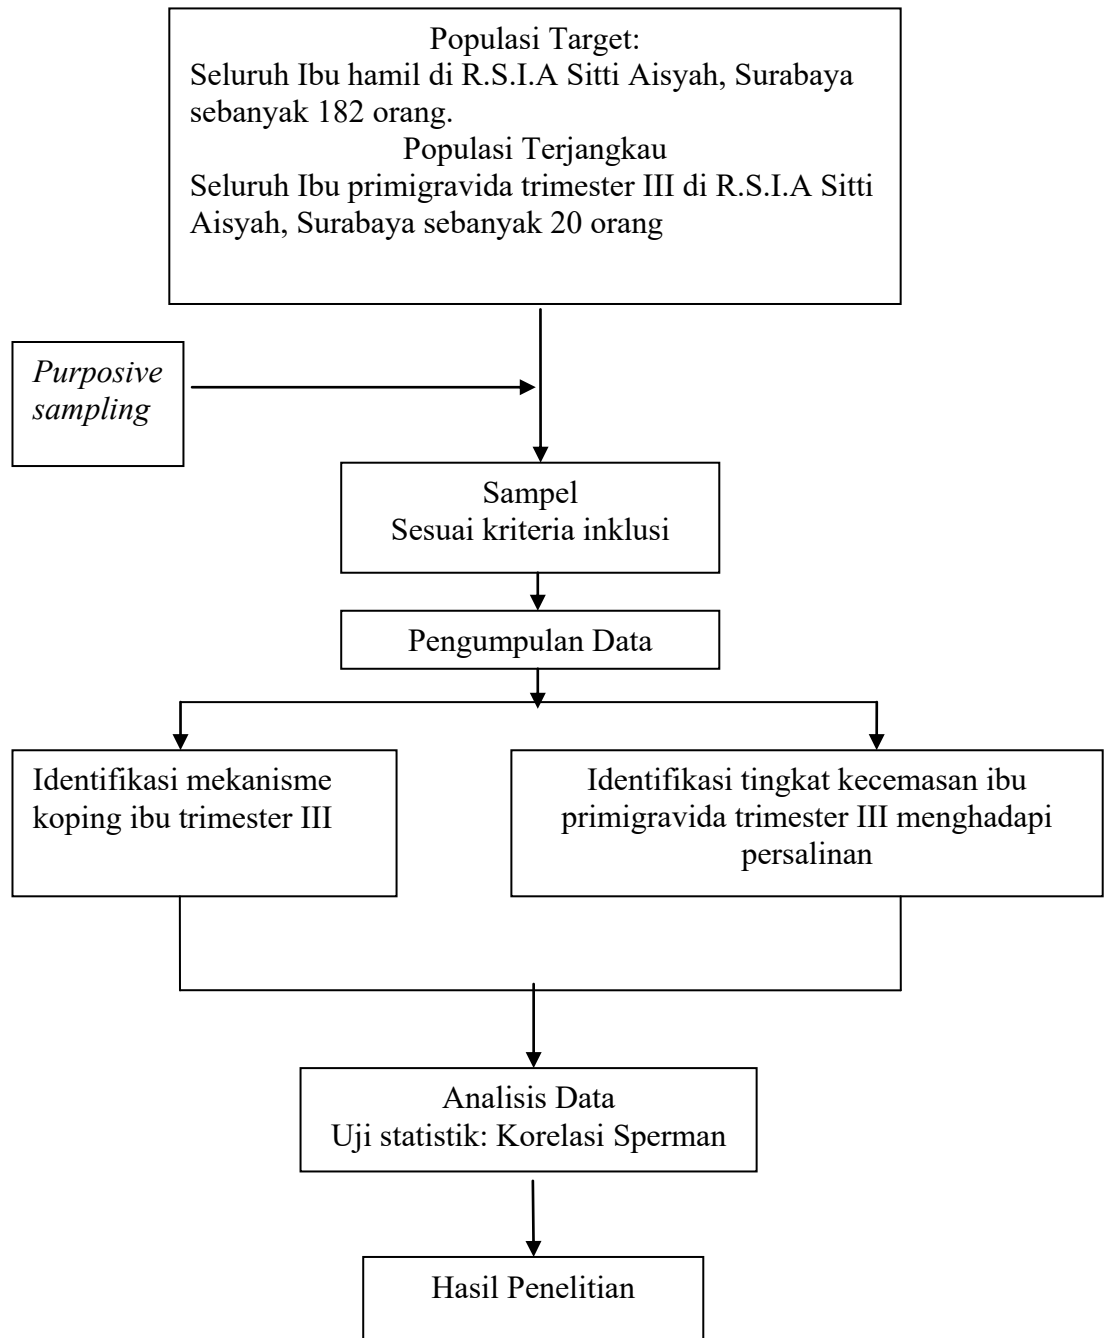 Populasi Target:
Seluruh Ibu hamil di R.S.I.A Sitti Aisyah, Surabaya
sebanyak 182 orang.
Populasi Terjangkau
Seluruh Ibu primigravida trimester III di R.S.I.A Sitti
Aisyah, Surabaya sebanyak 20 orang
Purposive
sampling
Sampel
Sesuai kriteria inklusi
Pengumpulan Data
Identifikasi mekanisme
koping ibu trimester III
Identifikasi tingkat kecemasan ibu
primigravida trimester III menghadapi
persalinan
Analisis Data
Uji statistik: Korelasi Sperman
Hasil Penelitian